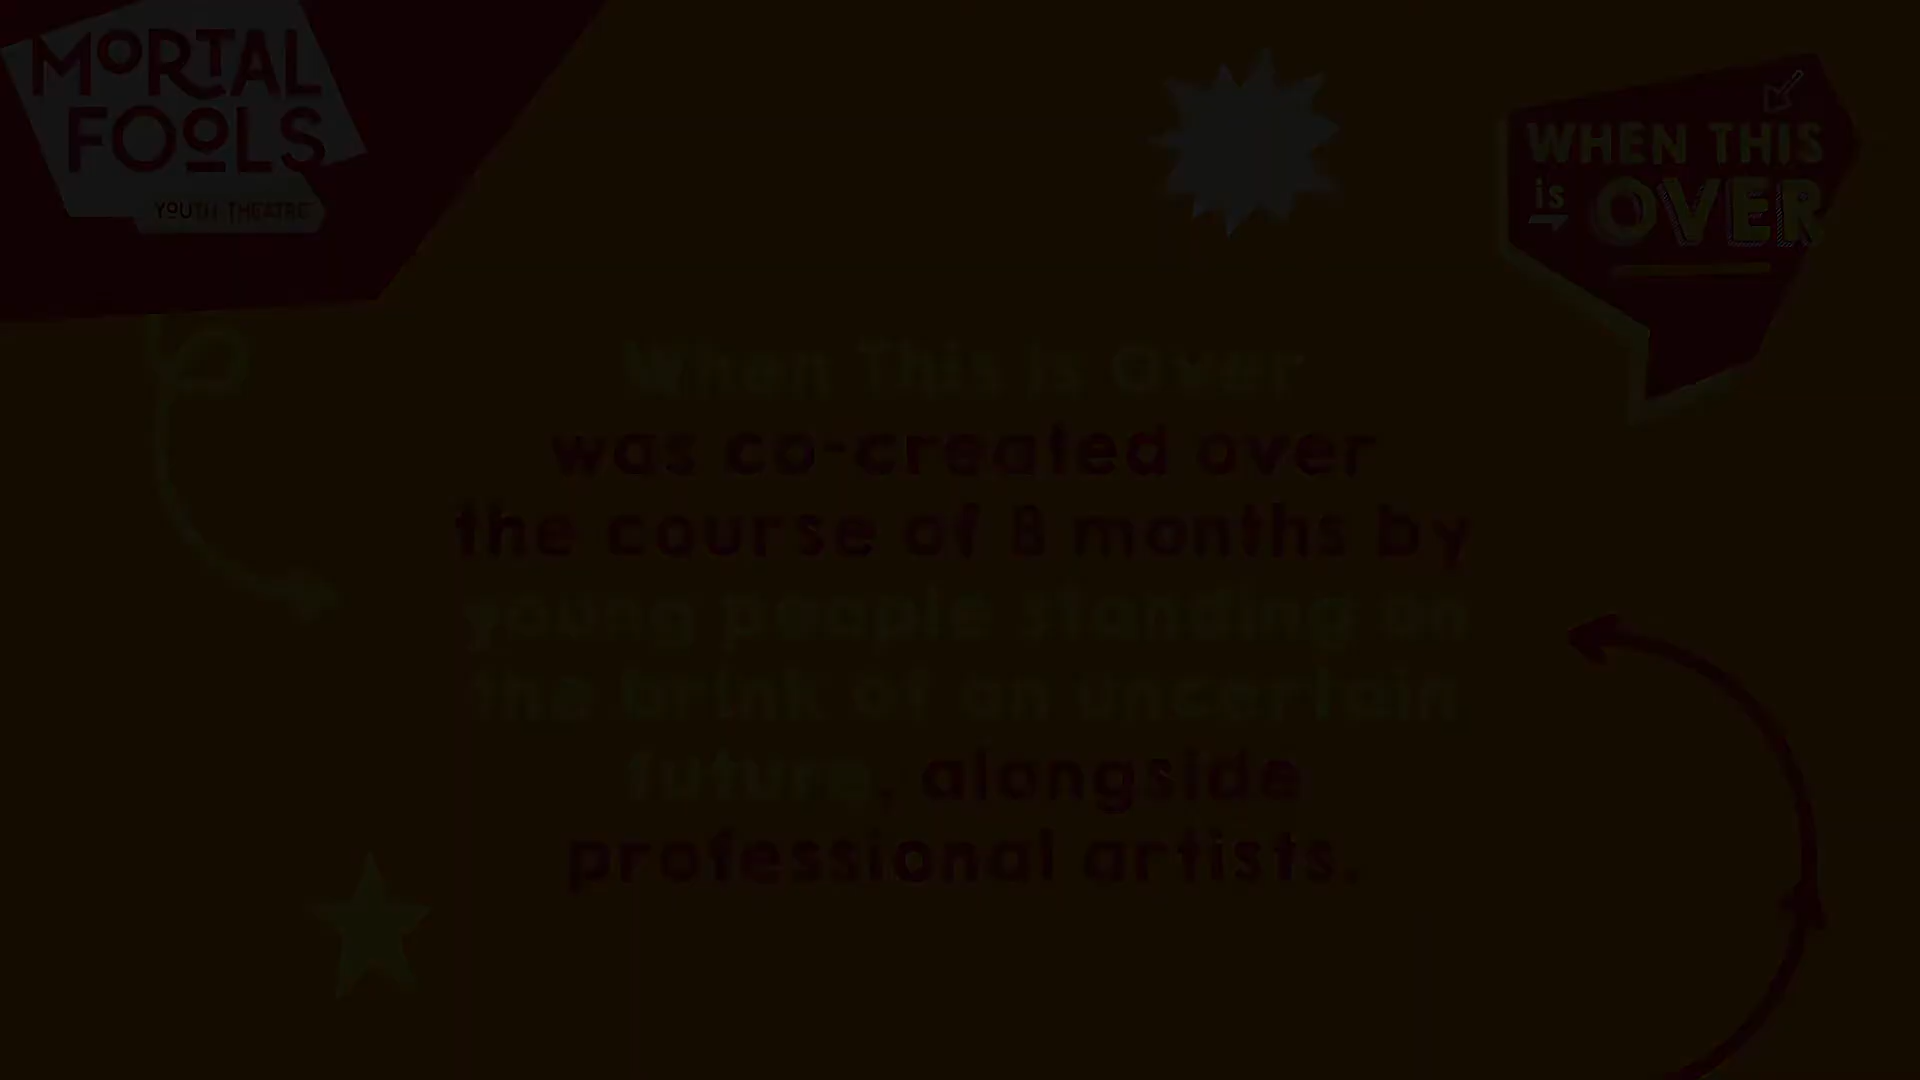 MORTAL
FOOLS
YOUTH THEATRE
WHEN THIS
is OVER
When This is Over
was co-created over
the course of 8 months by
young people standing on
the brink of an uncertain
future, alongside
professional artists.